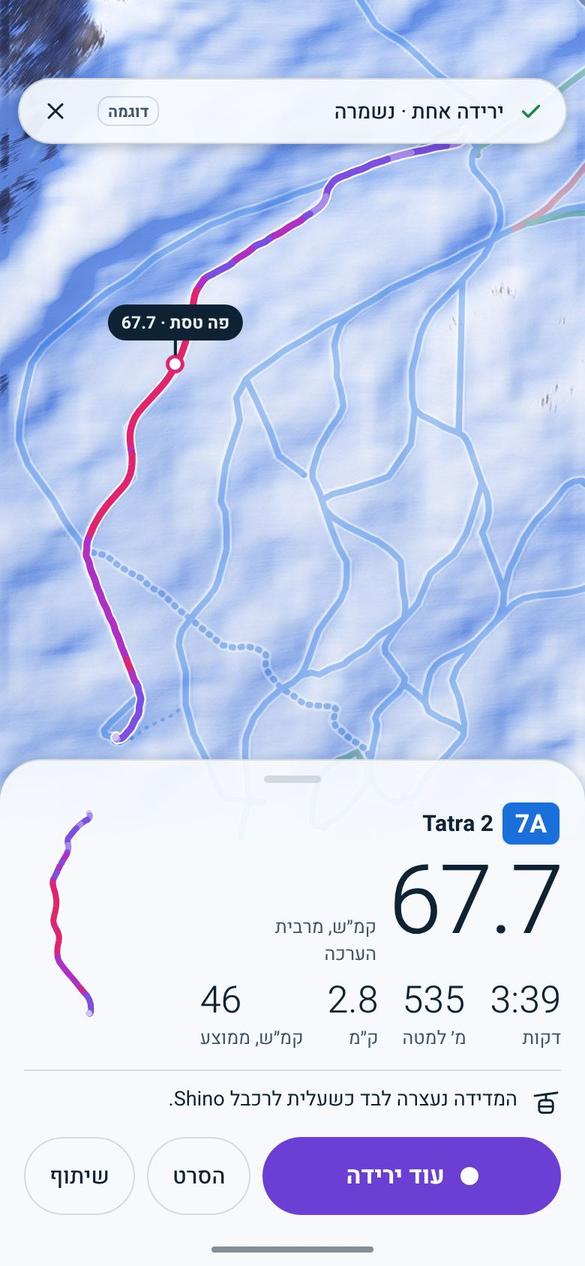 ירידה אחת · נשמרה
דוגמה
פה טסת · 67.7
7A Tatra 2
67.7
קמ״ש, מרבית
הערכה
3:39 535 2.8 46
דקות מ׳ למטה ק״מ קמ״ש, ממוצע
המדידה נעצרה לבד כשעלית לרכבל Shino.
עוד ירידה
הסרט
שיתוף